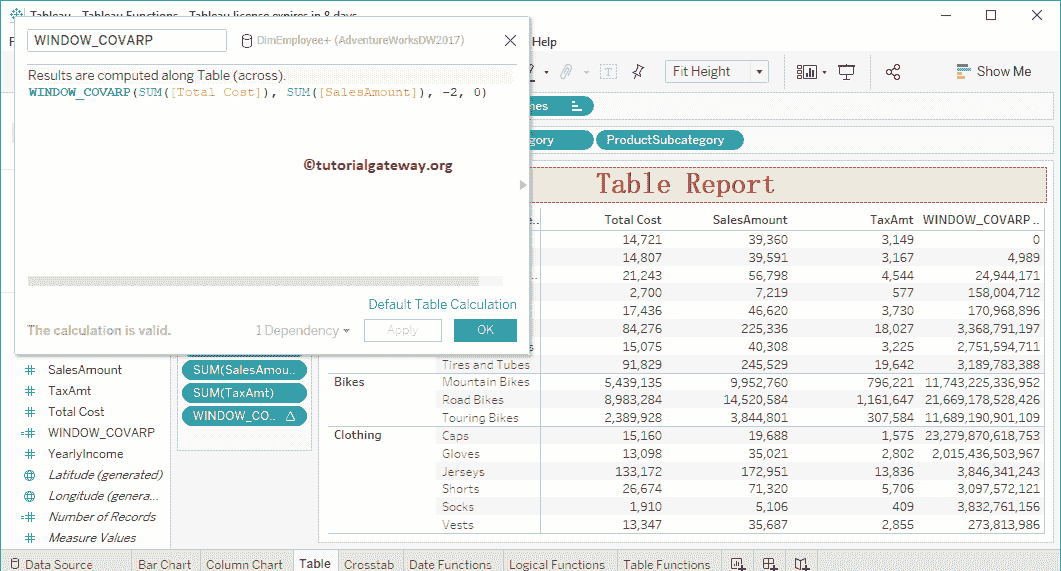 Tableau - Tableau Functions - Tableau license expires in 8 days
WINDOW_COVARP
DimEmployee+ (AdventureWorksDW2017)
Help
Results are computed along Table (across).
WINDOW_COVARP(SUM([Total Cost]), SUM([SalesAmount]), -2, 0)
Fit Height
Show Me
©tutorialgateway.org
ProductSubcategory
Table Report
Total Cost SalesAmount TaxAmt WINDOW_COVARP ..
14,721 39,360 3,149 0
14,807 39,591 3,167 4,989
21,243 56,798 4,544 24,944,171
2,700 7,219 577 158,004,712
17,436 46,620 3,730 170,968,896
84,276 225,336 18,027 3,368,791,197
15,075 40,308 3,225 2,751,594,711
Tires and Tubes 91,829 245,529 19,642 3,189,783,388
Bikes Mountain Bikes 5,439,135 9,952,760 796,221 11,743,225,336,952
Road Bikes 8,983,284 14,520,584 1,161,647 21,669,178,528,426
Touring Bikes 2,389,928 3,844,801 307,584 11,689,190,901,109
Clothing Caps 15,160 19,688 1,575 23,279,870,618,753
Gloves 13,098 35,021 2,802 2,015,436,503,967
Jerseys 133,172 172,951 13,836 3,846,341,243
Shorts 26,674 71,320 5,706 3,097,572,121
Socks 1,910 5,106 409 3,832,761,156
Vests 13,347 35,687 2,855 273,813,986
Default Table Calculation
The calculation is valid.
1 Dependency
Apply
OK
SalesAmount
TaxAmt
Total Cost
WINDOW_COVARP
YearlyIncome
Latitude (generated)
Longitude (genera...
Number of Records
Measure Values
SUM(SalesAmou..
SUM(TaxAmt)
WINDOW_CO..
Data Source Bar Chart Column Chart Table Crosstab Date Functions Logical Functions Table Functions